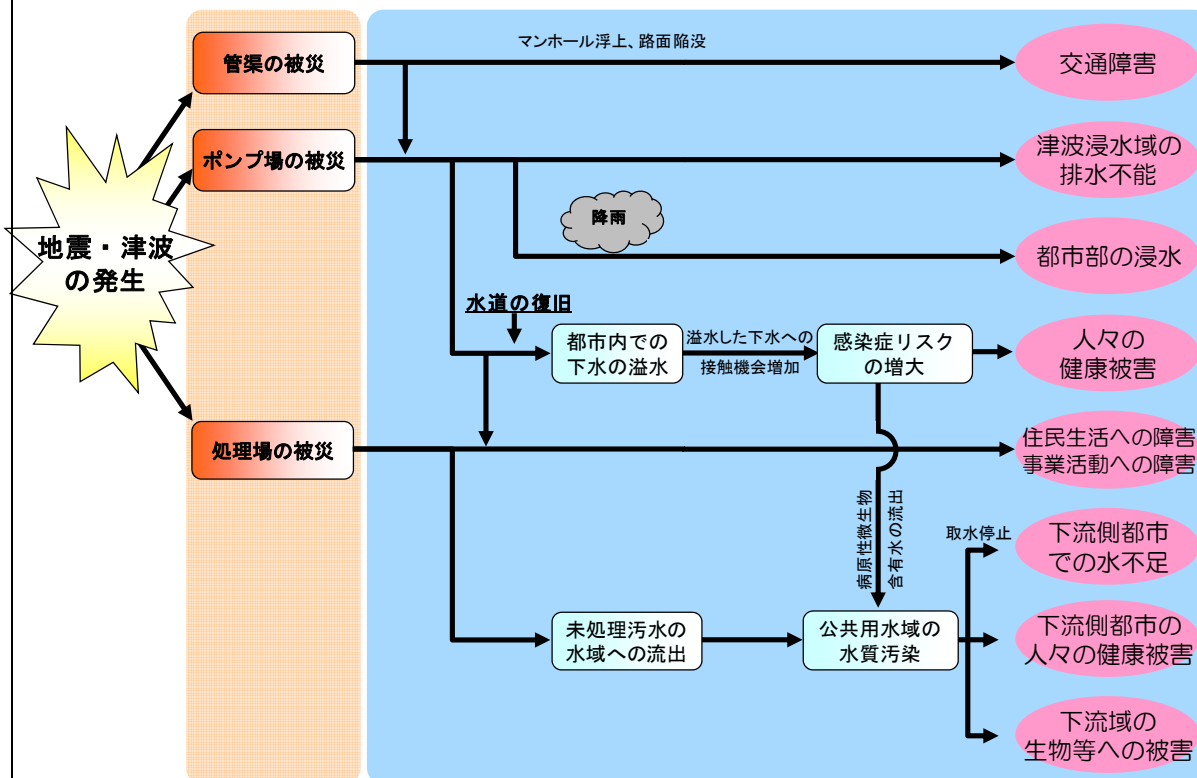 マンホール浮上、路面陥没
管渠の被災
交通障害
ポンプ場の被災
津波浸水域の
排水不能
降雨
地震・津波
の発生
都市部の浸水
水道の復旧
都市内での
下水の溢水
溢水した下水への
接触機会増加
感染症リスク
の増大
人々の
健康被害
処理場の被災
住民生活への障害
事業活動への障害
病原性微生物
含有水の流出
取水停止
下流側都市
での水不足
未処理汚水の
水域への流出
公共用水域の
水質汚染
下流側都市の
人々の健康被害
下流域の
生物等への被害